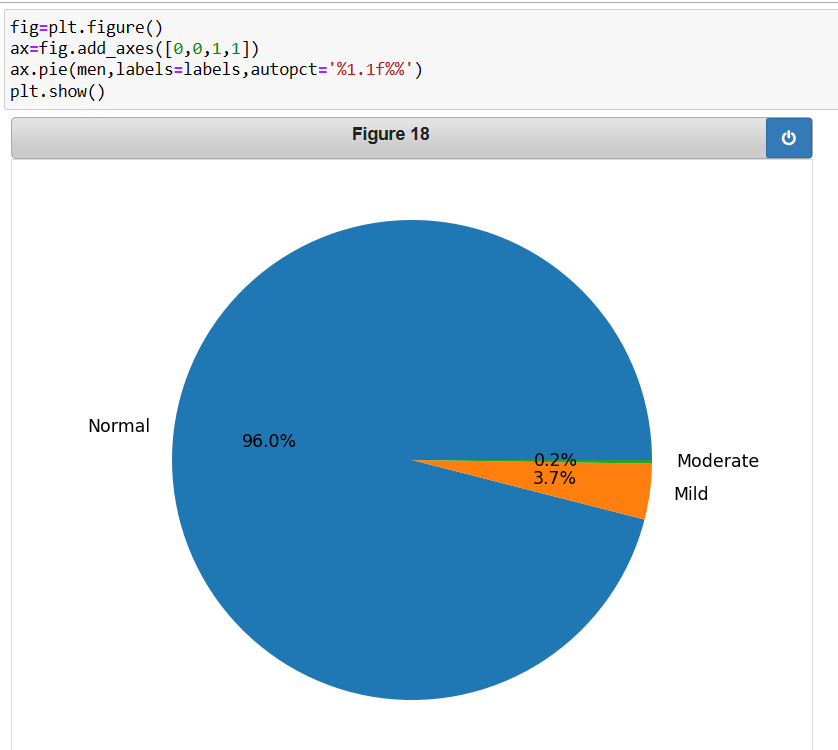 fig=plt.figure()
ax=fig.add_axes([0,0,1,1])
ax.pie(men,labels=labels,autopct='%1.1f%%')
plt.show()
Figure 18
Normal
96.0%
0.2%
Moderate
3.7%
Mild